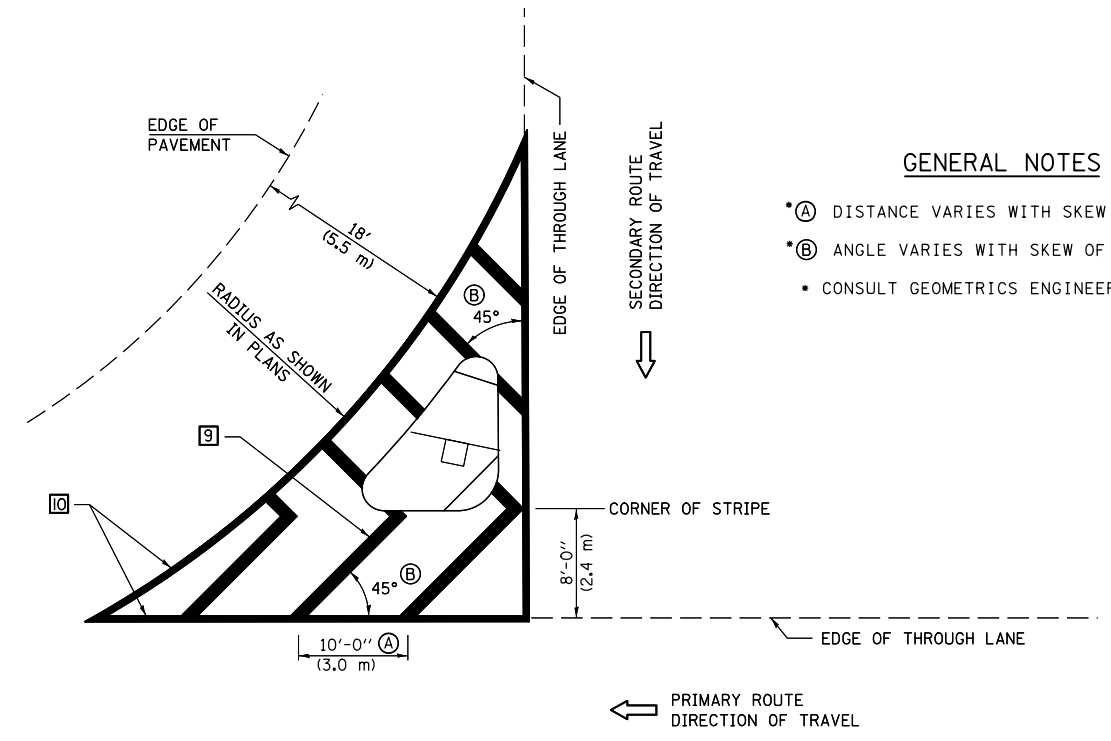 EDGE OF
PAVEMENT
18'
(5.5 m)
RADIUS AS SHOWN
IN PLANS
EDGE OF THROUGH LANE
SECONDARY ROUTE
DIRECTION OF TRAVEL
GENERAL NOTES
*Ⓐ DISTANCE VARIES WITH SKEW
*Ⓑ ANGLE VARIES WITH SKEW OF
* CONSULT GEOMETRICS ENGINEER
Ⓑ
45°
9
10
CORNER OF STRIPE
8'-0''
(2.4 m)
45° Ⓑ
10'-0'' Ⓐ
(3.0 m)
EDGE OF THROUGH LANE
PRIMARY ROUTE
DIRECTION OF TRAVEL